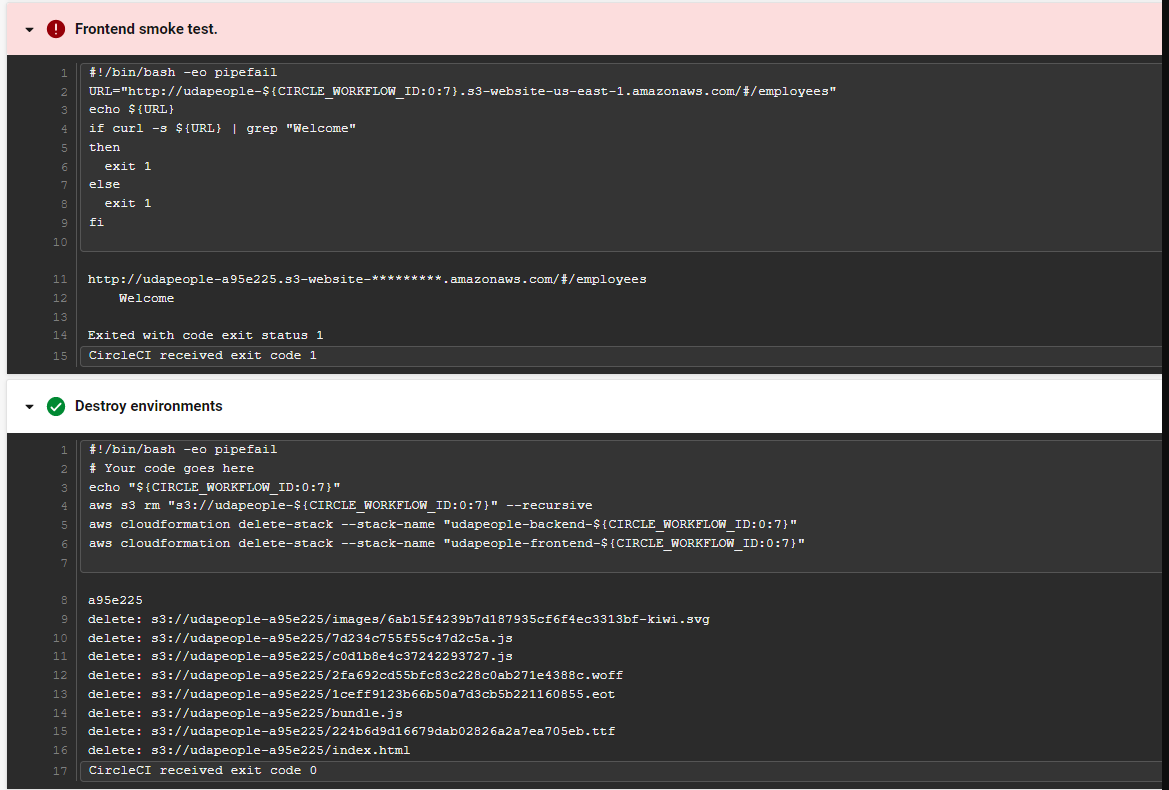 Frontend smoke test.
1 #!/bin/bash -eo pipefail
2 URL="http://udapeople-${CIRCLE_WORKFLOW_ID:0:7}.s3-website-us-east-1.amazonaws.com/#/employees"
3 echo ${URL}
4 if curl -s ${URL} | grep "Welcome"
5 then
6   exit 1
7 else
8   exit 1
9 fi
10
11 http://udapeople-a95e225.s3-website-*********.amazonaws.com/#/employees
12     Welcome
13
14 Exited with code exit status 1
15 CircleCI received exit code 1
Destroy environments
1 #!/bin/bash -eo pipefail
2 # Your code goes here
3 echo "${CIRCLE_WORKFLOW_ID:0:7}"
4 aws s3 rm "s3://udapeople-${CIRCLE_WORKFLOW_ID:0:7}" --recursive
5 aws cloudformation delete-stack --stack-name "udapeople-backend-${CIRCLE_WORKFLOW_ID:0:7}"
6 aws cloudformation delete-stack --stack-name "udapeople-frontend-${CIRCLE_WORKFLOW_ID:0:7}"
7
8 a95e225
9 delete: s3://udapeople-a95e225/images/6ab15f4239b7d187935cf6f4ec3313bf-kiwi.svg
10 delete: s3://udapeople-a95e225/7d234c755f55c47d2c5a.js
11 delete: s3://udapeople-a95e225/c0d1b8e4c37242293727.js
12 delete: s3://udapeople-a95e225/2fa692cd55bfc83c228c0ab271e4388c.woff
13 delete: s3://udapeople-a95e225/1ceff9123b66b50a7d3cb5b221160855.eot
14 delete: s3://udapeople-a95e225/bundle.js
15 delete: s3://udapeople-a95e225/224b6d9d16679dab02826a2a7ea705eb.ttf
16 delete: s3://udapeople-a95e225/index.html
17 CircleCI received exit code 0